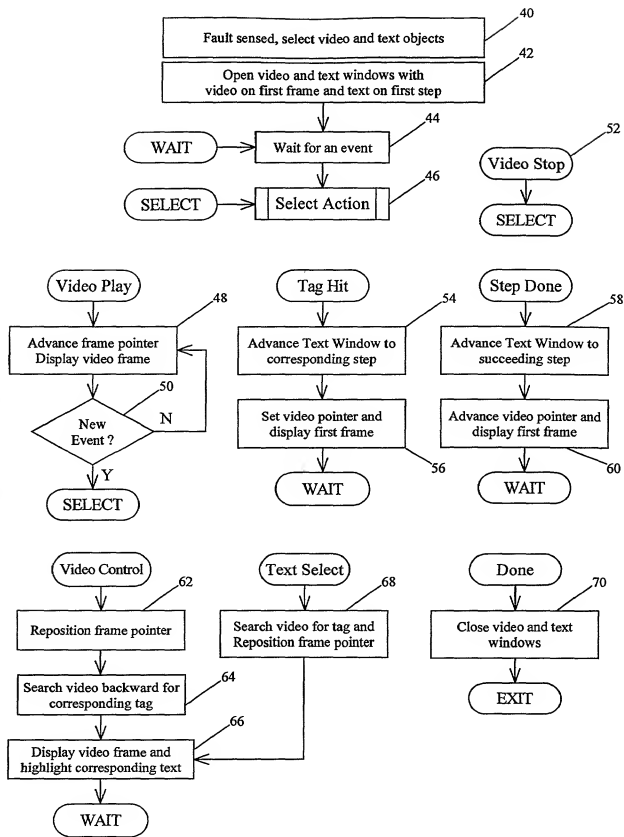 40
Fault sensed, select video and text objects
42
Open video and text windows with
video on first frame and text on first step
44
WAIT
Wait for an event
46
SELECT
Select Action
52
Video Stop
SELECT
Video Play
48
Advance frame pointer
Display video frame
50
New
Event ?
N
Y
SELECT
Tag Hit
54
Advance Text Window to
corresponding step
Set video pointer and
display first frame
56
WAIT
Step Done
58
Advance Text Window to
succeeding step
Advance video pointer and
display first frame
60
WAIT
Video Control
62
Reposition frame pointer
64
Search video backward for
corresponding tag
66
Display video frame and
highlight corresponding text
WAIT
Text Select
68
Search video for tag and
Reposition frame pointer
Done
70
Close video and text
windows
EXIT